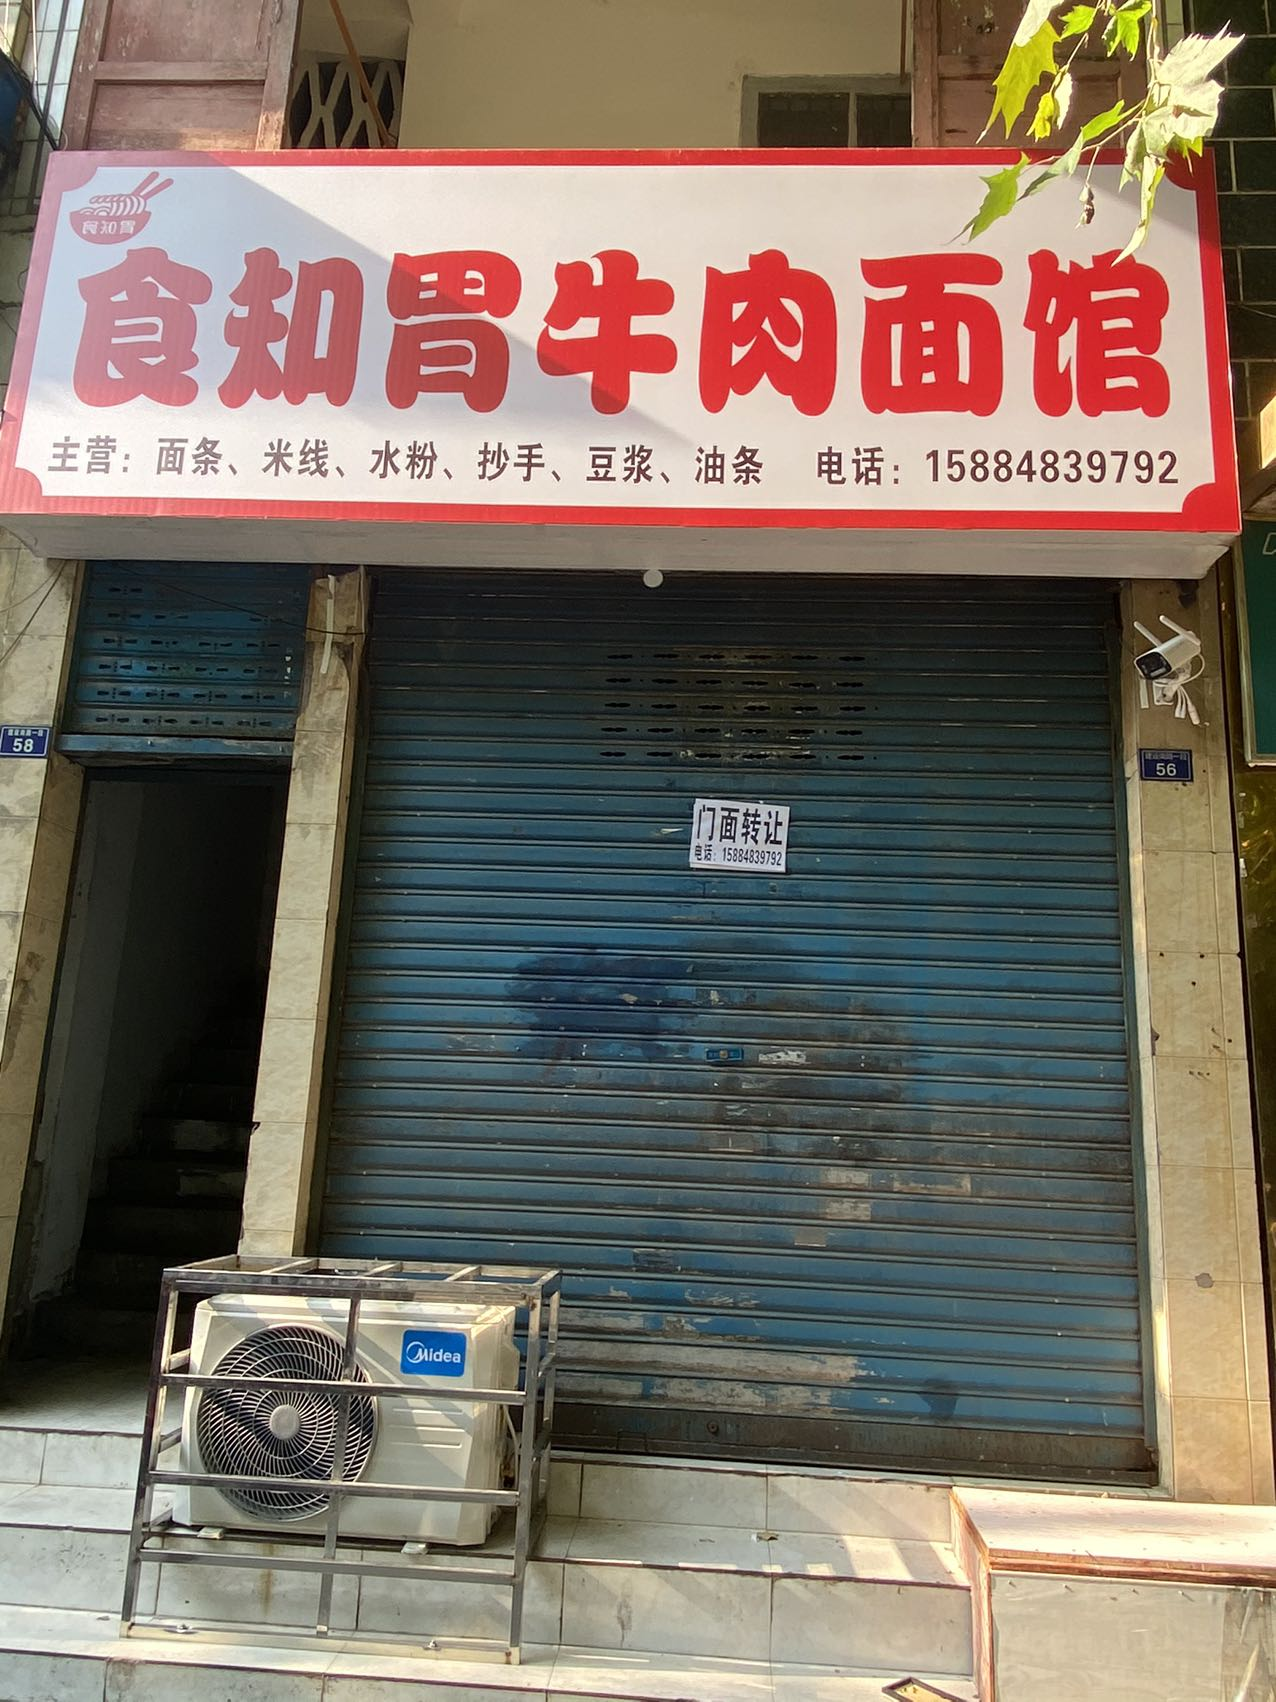 食知胃
食知胃牛肉面馆
主营：面条、米线、水粉、抄手、豆浆、油条 电话：15884839792
58
56
门面转让
电话：15884839792
Midea